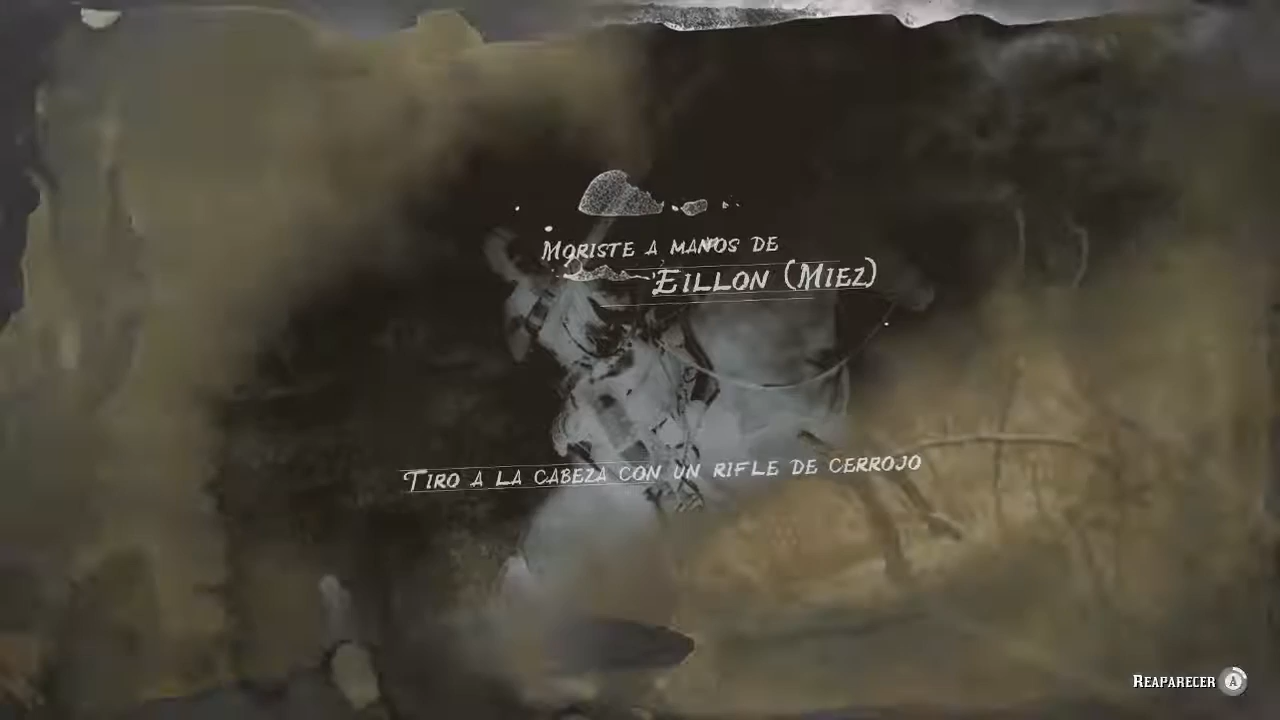 Moriste a manos de
'Eillon (Miez)
Tiro a la cabeza con un rifle de cerrojo
Reaparecer A